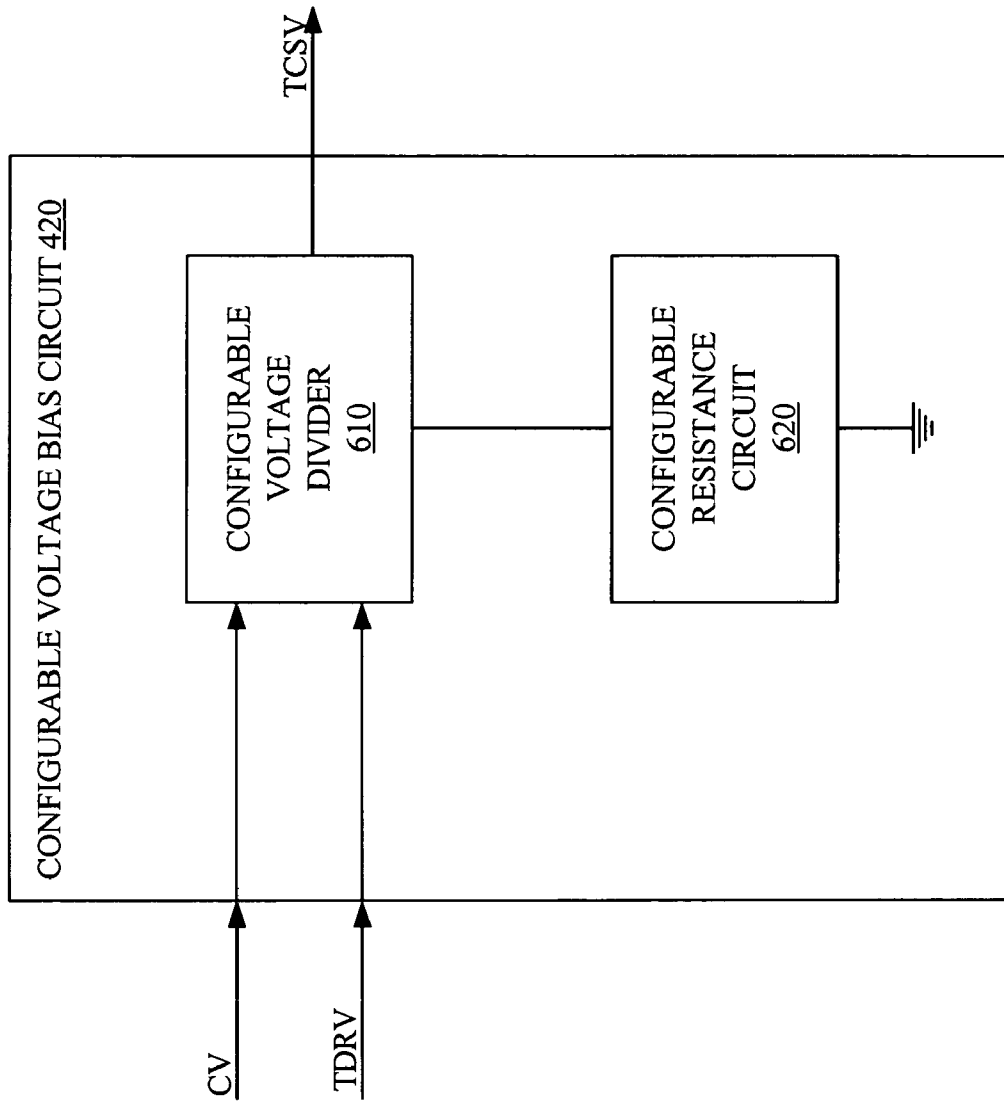 CONFIGURABLE VOLTAGE BIAS CIRCUIT 420
CV
TDRV
CONFIGURABLE
VOLTAGE
DIVIDER
610
TCSV
CONFIGURABLE
RESISTANCE
CIRCUIT
620